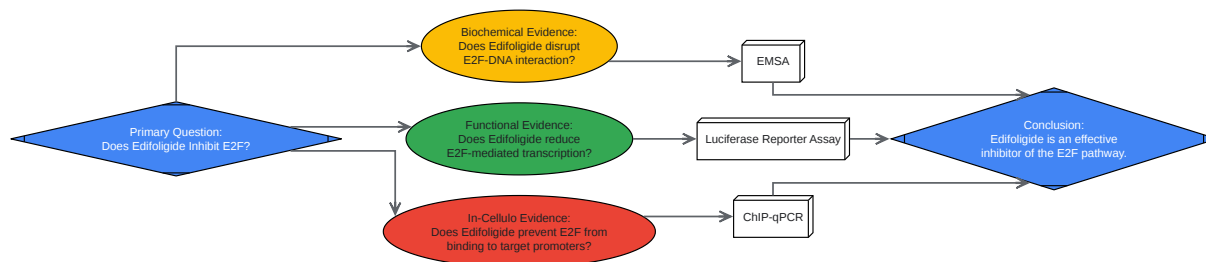 Biochemical Evidence:
Does Edifoligide disrupt
E2F-DNA interaction?
EMSA
Primary Question:
Does Edifoligide Inhibit E2F?
Functional Evidence:
Does Edifoligide reduce
E2F-mediated transcription?
Luciferase Reporter Assay
Conclusion:
Edifoligide is an effective
inhibitor of the E2F pathway.
In-Cellulo Evidence:
Does Edifoligide prevent E2F from
binding to target promoters?
ChIP-qPCR